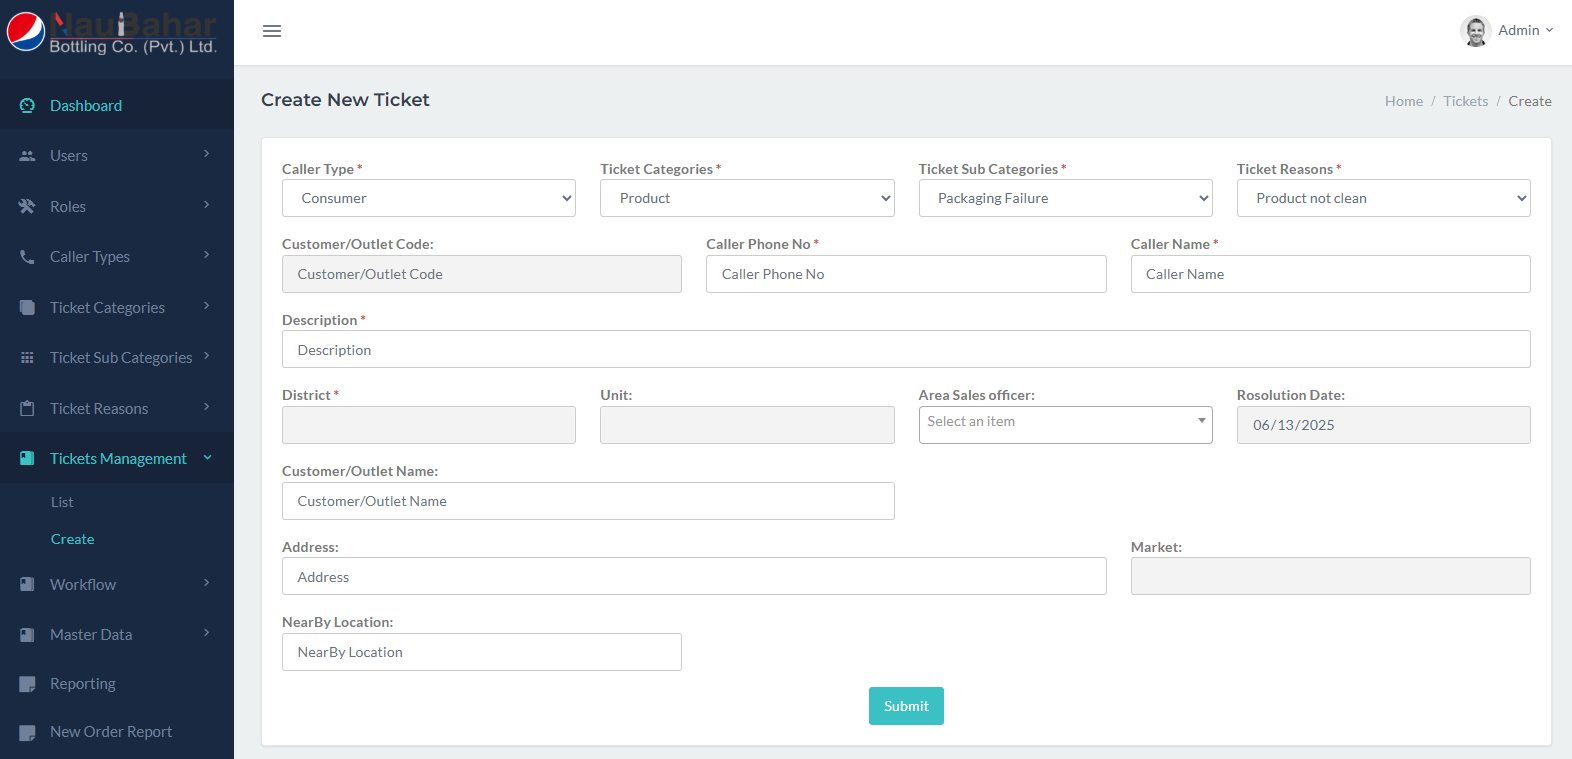 NauBahar
Bottling Co. (Pvt.) Ltd.
Admin
Dashboard
Users
Roles
Caller Types
Ticket Categories
Ticket Sub Categories
Ticket Reasons
Tickets Management
List
Create
Workflow
Master Data
Reporting
New Order Report
Create New Ticket
Home / Tickets / Create
Caller Type * Ticket Categories * Ticket Sub Categories * Ticket Reasons *
Consumer Product Packaging Failure Product not clean
Customer/Outlet Code: Caller Phone No * Caller Name *
Customer/Outlet Code Caller Phone No Caller Name
Description *
Description
District * Unit: Area Sales officer: Rosolution Date:
Select an item 06/13/2025
Customer/Outlet Name:
Customer/Outlet Name
Address: Market:
Address
NearBy Location:
NearBy Location
Submit